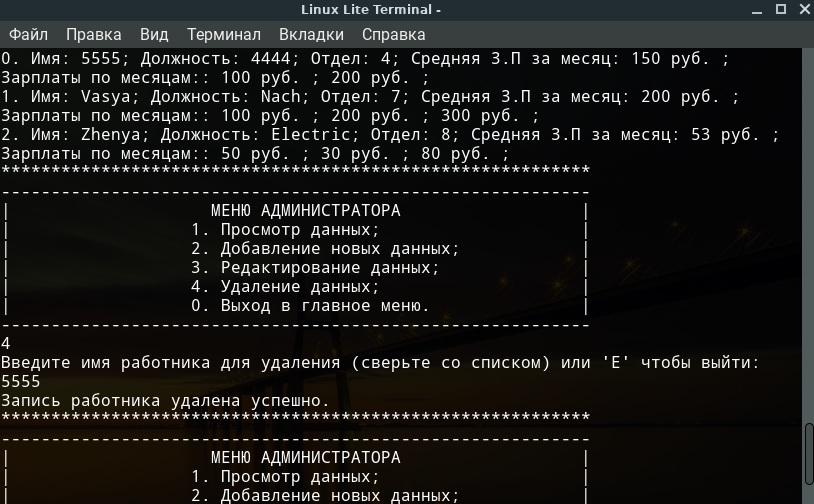 Linux Lite Terminal -
Файл Правка Вид Терминал Вкладки Справка
0. Имя: 5555; Должность: 4444; Отдел: 4; Средняя З.П за месяц: 150 руб. ;
Зарплаты по месяцам:: 100 руб. ; 200 руб. ;
1. Имя: Vasya; Должность: Nach; Отдел: 7; Средняя З.П за месяц: 200 руб. ;
Зарплаты по месяцам:: 100 руб. ; 200 руб. ; 300 руб. ;
2. Имя: Zhenya; Должность: Electric; Отдел: 8; Средняя З.П за месяц: 53 руб. ;
Зарплаты по месяцам:: 50 руб. ; 30 руб. ; 80 руб. ;
***********************************************************
-----------------------------------------------------------
| МЕНЮ АДМИНИСТРАТОРА |
| 1. Просмотр данных; |
| 2. Добавление новых данных; |
| 3. Редактирование данных; |
| 4. Удаление данных; |
| 0. Выход в главное меню. |
-----------------------------------------------------------
4
Введите имя работника для удаления (сверьте со списком) или 'E' чтобы выйти:
5555
Запись работника удалена успешно.
***********************************************************
-----------------------------------------------------------
| МЕНЮ АДМИНИСТРАТОРА |
| 1. Просмотр данных; |
| 2. Добавление новых данных; |